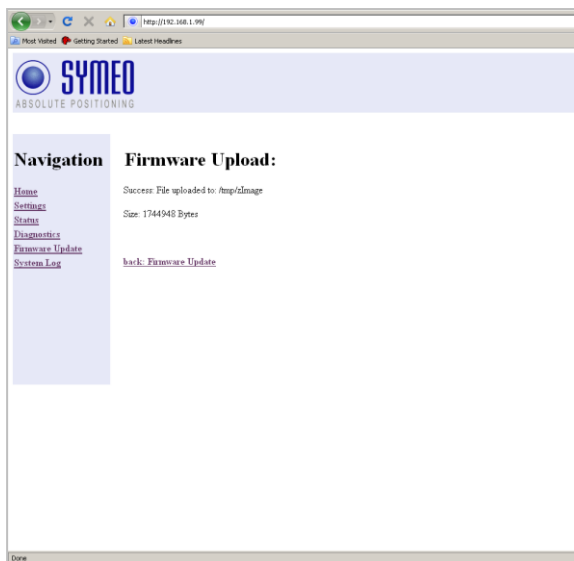 http://192.168.1.99/
Most Visited Getting Started Latest Headlines
SYMEO
ABSOLUTE POSITIONING
Navigation
Home
Settings
Status
Diagnostics
Firmware Update
System Log
Firmware Upload:
Success: File uploaded to: /tmp/zImage
Size: 1744948 Bytes
back: Firmware Update
Done